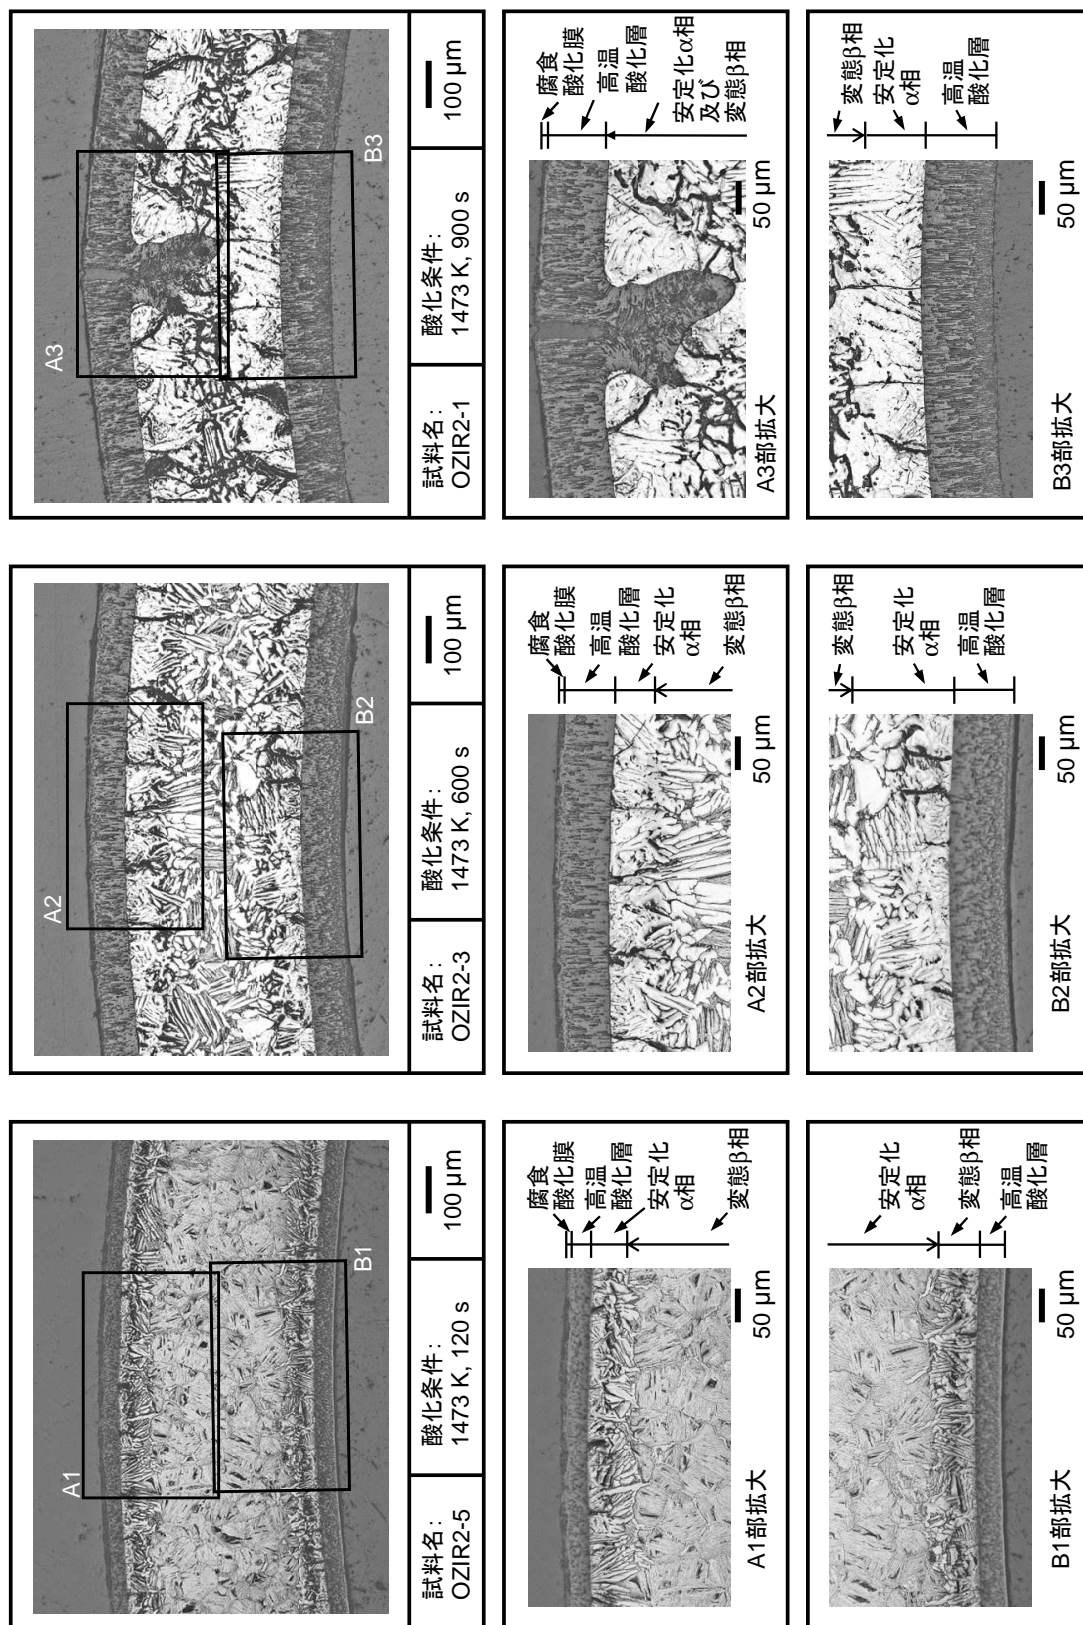 A1
B1
試料名：
OZIR2-5
酸化条件：
1473 K, 120 s
100 μm
腐食
酸化膜
高温
酸化層
安定化
α相
変態β相
50 μm
A1部拡大
安定化
α相
変態β相
高温
酸化層
50 μm
B1部拡大
A2
B2
試料名：
OZIR2-3
酸化条件：
1473 K, 600 s
100 μm
腐食
酸化膜
高温
酸化層
安定化
α相
変態β相
50 μm
A2部拡大
変態β相
安定化
α相
高温
酸化層
50 μm
B2部拡大
A3
B3
試料名：
OZIR2-1
酸化条件：
1473 K, 900 s
100 μm
腐食
酸化膜
高温
酸化層
安定化α相
及び
変態β相
50 μm
A3部拡大
変態β相
安定化
α相
高温
酸化層
50 μm
B3部拡大